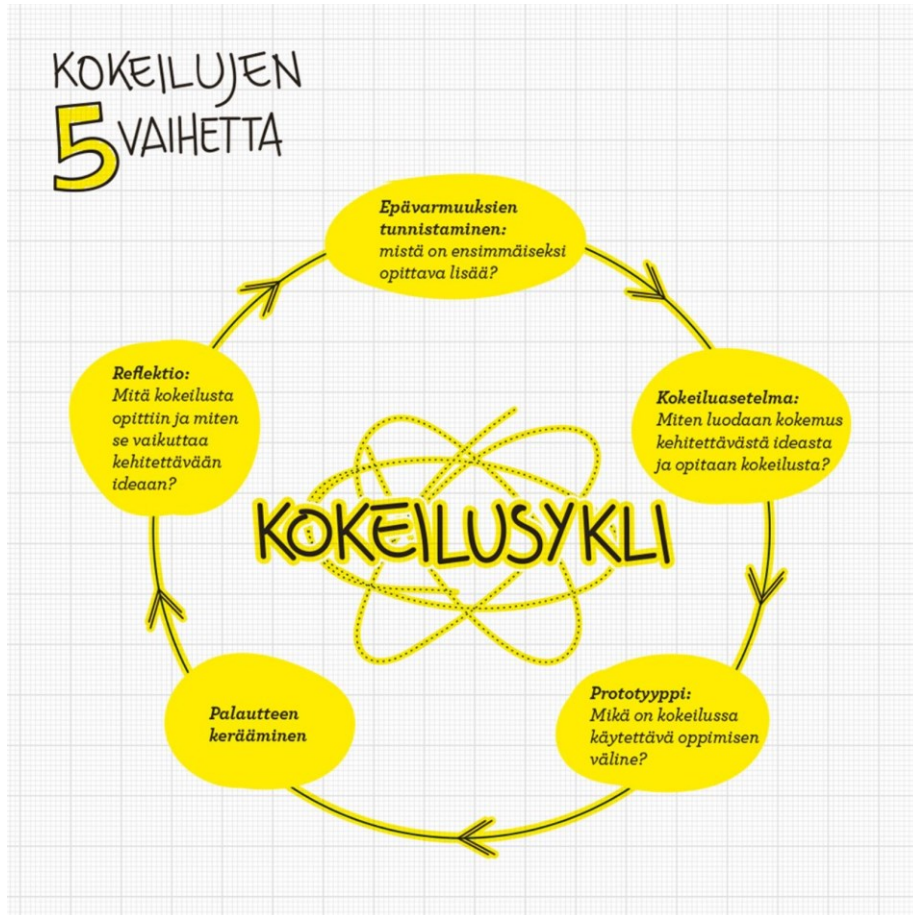 KOKEILUJEN
5 VAIHETTA
Epävarmuuksien
tunnistaminen:
mistä on ensimmäiseksi
opittava lisää?
Kokeiluasetelma:
Miten luodaan kokemus
kehitettävästä ideasta
ja opitaan kokeilusta?
Prototyyppi:
Mikä on kokeilussa
käytettävä oppimisen
väline?
Palautteen
kerääminen
Reflektio:
Mitä kokeilusta
opittiin ja miten
se vaikuttaa
kehitettävään
ideaan?
KOKEILUSYKLI